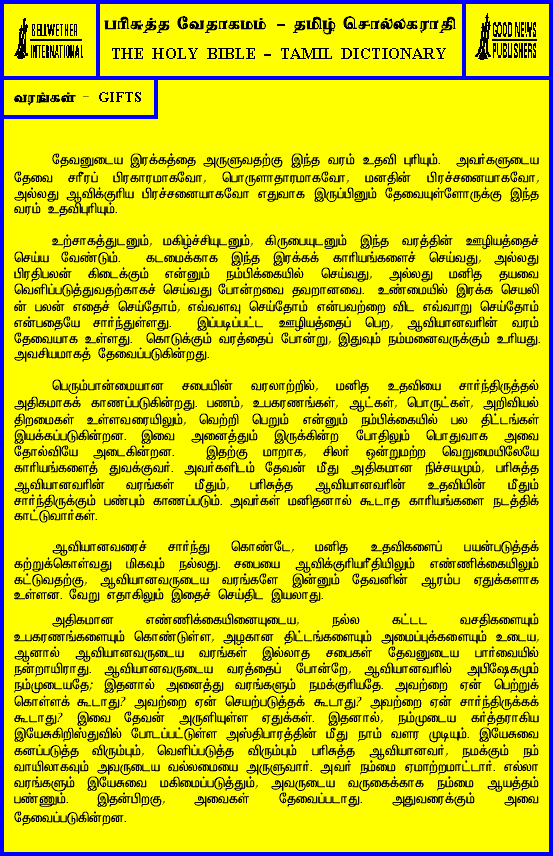 BELLWETHER
INTERNATIONAL
பரிசுத்த வேதாகமம் - தமிழ் சொல்லகராதி
THE HOLY BIBLE - TAMIL DICTIONARY
GOOD NEWS
PUBLISHERS
வரங்கள் - GIFTS
தேவனுடைய இரக்கத்தை அருளுவதற்கு இந்த வரம் உதவி புரியும். அவர்களுடைய
தேவை சரீரப் பிரகாரமாகவோ, பொருளாதாரமாகவோ, மனதின் பிரச்சனையாகவோ,
அல்லது ஆவிக்குரிய பிரச்சனையாகவோ எதுவாக இருப்பினும் தேவையுள்ளோருக்கு இந்த
வரம் உதவிபுரியும்.
உற்சாகத்துடனும், மகிழ்ச்சியுடனும், கிருபையுடனும் இந்த வரத்தின் ஊழியத்தைச்
செய்ய வேண்டும். கடமைக்காக இந்த இரக்கக் காரியங்களைச் செய்வது, அல்லது
பிரதிபலன் கிடைக்கும் என்னும் நம்பிக்கையில் செய்வது, அல்லது மனித தயவை
வெளிப்படுத்துவதற்காகச் செய்வது போன்றவை தவறானவை. உண்மையில் இரக்க செயலி
ன் பலன் எதைச் செய்தோம், எவ்வளவு செய்தோம் என்பவற்றை விட எவ்வாறு செய்தோம்
என்பதையே சார்ந்துள்ளது. இப்படிப்பட்ட ஊழியத்தைப் பெற, ஆவியானவரின் வரம்
தேவையாக உள்ளது. கொடுக்கும் வரத்தைப் போன்று, இதுவும் நம்மனைவருக்கும் உரியது.
அவசியமாகத் தேவைப்படுகின்றது.
பெரும்பான்மையான சபையின் வரலாற்றில், மனித உதவியை சார்ந்திருத்தல்
அதிகமாகக் காணப்படுகின்றது. பணம், உபகரணங்கள், ஆட்கள், பொருட்கள், அறிவியல்
திறமைகள் உள்ளவரையிலும், வெற்றி பெறும் என்னும் நம்பிக்கையில் பல திட்டங்கள்
இயக்கப்படுகின்றன. இவை அனைத்தும் இருக்கின்ற போதிலும் பொதுவாக அவை
தோல்வியே அடைகின்றன. இதற்கு மாறாக, சிலர் ஒன்றுமற்ற வெறுமையிலேயே
காரியங்களைத் துவக்குவர். அவர்களிடம் தேவன் மீது அதிகமான நிச்சயமும், பரிசுத்த
ஆவியானவரின் வரங்கள் மீதும், பரிசுத்த ஆவியானவரின் உதவியின் மீதும்
சார்ந்திருக்கும் பண்பும் காணப்படும். அவர்கள் மனிதனால் கூடாத காரியங்களை நடத்திக்
காட்டுவார்கள்.
ஆவியானவரைச் சார்ந்து கொண்டே, மனித உதவிகளைப் பயன்படுத்தக்
கற்றுக்கொள்வது மிகவும் நல்லது. சபையை ஆவிக்குரியரீதியிலும் எண்ணிக்கையிலும்
கட்டுவதற்கு, ஆவியானவருடைய வரங்களே இன்னும் தேவனின் ஆரம்ப ஏதுக்களாக
உள்ளன. வேறு எதாகிலும் இதைச் செய்திட இயலாது.
அதிகமான எண்ணிக்கையினையுடைய, நல்ல கட்டட வசதிகளையும்
உபகரணங்களையும் கொண்டுள்ள, அழகான திட்டங்களையும் அமைப்புக்களையும் உடைய,
ஆனால் ஆவியானவருடைய வரங்கள் இல்லாத சபைகள் தேவனுடைய பார்வையில்
நன்றாயிராது. ஆவியானவருடைய வரத்தைப் போன்றே, ஆவியானவரில் அபிஷேகமும்
நம்முடையதே; இதனால் அனைத்து வரங்களும் நமக்குரியதே. அவற்றை ஏன் பெற்றுக்
கொள்ளக் கூடாது? அவற்றை ஏன் செயற்படுத்தக் கூடாது? அவற்றை ஏன் சார்ந்திருக்கக்
கூடாது? இவை தேவன் அருளியுள்ள ஏதுக்கள். இதனால், நம்முடைய கர்த்தராகிய
இயேசுகிறிஸ்துவில் போடப்பட்டுள்ள அஸ்திபாரத்தின் மீது நாம் வளர முடியும். இயேசுவை
கனப்படுத்த விரும்பும், வெளிப்படுத்த விரும்பும் பரிசுத்த ஆவியானவர், நமக்கும் நம்
வாயிலாகவும் அவருடைய வல்லமையை அருளுவார். அவர் நம்மை ஏமாற்றமாட்டார். எல்லா
வரங்களும் இயேசுவை மகிமைப்படுத்தும், அவருடைய வருகைக்காக நம்மை ஆயத்தம்
பண்ணும். இதன்பிறகு, அவைகள் தேவைப்படாது. அதுவரைக்கும் அவை
தேவைப்படுகின்றன.